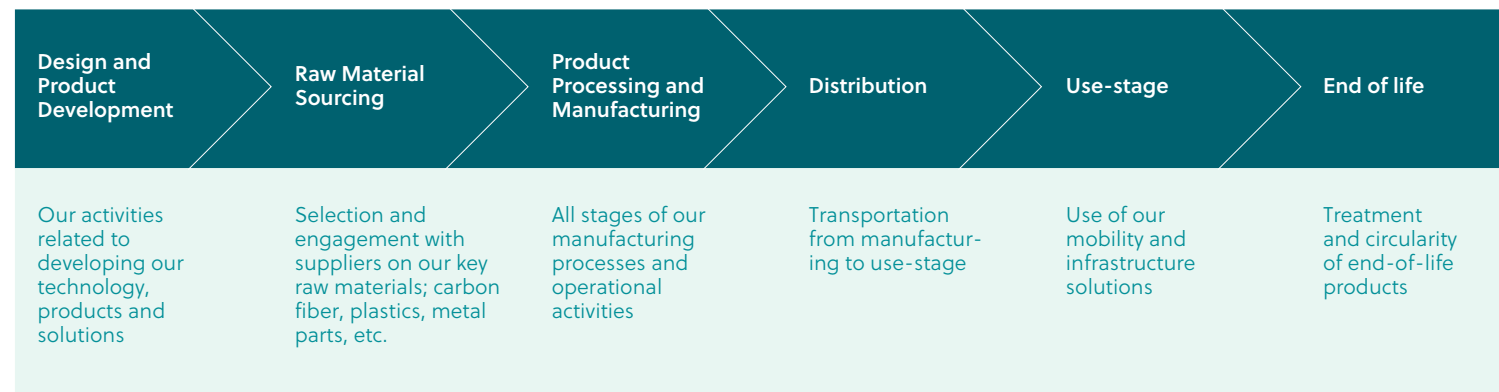 Design and
Product
Development
Raw Material
Sourcing
Product
Processing and
Manufacturing
Distribution
Use-stage
End of life
Our activities
related to
developing our
technology,
products and
solutions
Selection and
engagement with
suppliers on our key
raw materials; carbon
fiber, plastics, metal
parts, etc.
All stages of our
manufacturing
processes and
operational
activities
Transportation
from manufactur-
ing to use-stage
Use of our
mobility and
infrastructure
solutions
Treatment
and circularity
of end-of-life
products